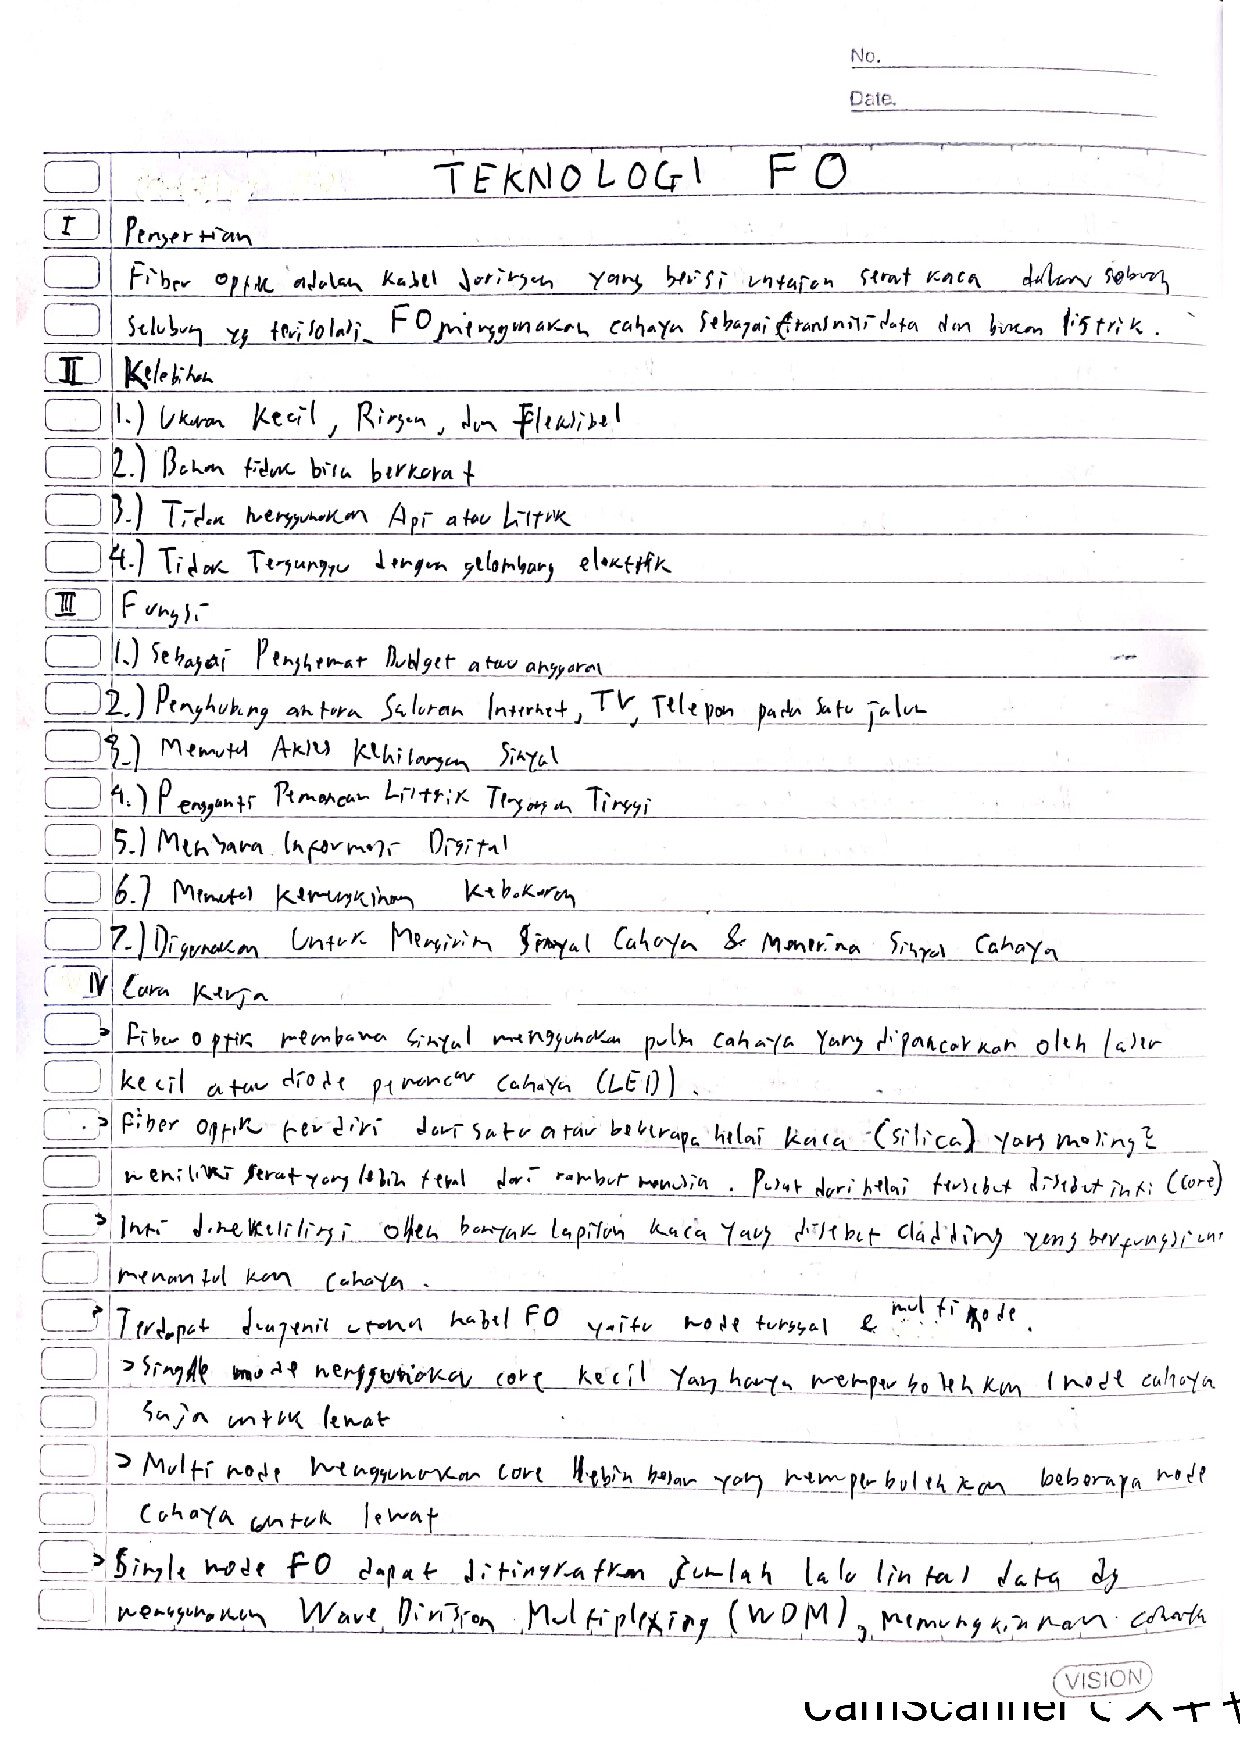 No.
Date.
TEKNOLOGI FO
I Pengertian
Fiber optik adalah kabel jaringan yang berisi untaian serat kaca dalam sebuah
selubung yg terisolasi. FO menggunakan cahaya sebagai transmisi data dan bukan listrik.
II Kelebihan
1.) Ukuran Kecil, Ringan, dan Fleksibel
2.) Bahan tidak bisa berkarat
3.) Tidak menggunakan Api atau Listrik
4.) Tidak Terganggu dengan gelombang elektrik
III Fungsi
1.) Sebagai Penghemat Budget atau anggaran
2.) Penghubung antara Saluran Internet, TV, Telepon pada satu jalur
3.) Memutus Akses Kehilangan Sinyal
4.) Pengganti Pemancar Listrik Tegangan Tinggi
5.) Membawa Informasi Digital
6.) Memutus kemungkinan kebakaran
7.) Digunakan Untuk Mengirim Sinyal Cahaya & Menerima Sinyal Cahaya
IV Cara Kerja
> Fiber optik membawa sinyal menggunakan pulsa cahaya yang dipancarkan oleh laser
kecil atau diode pemancar cahaya (LED).
> Fiber optik terdiri dari satu atau beberapa helai kaca (silica) yang masing2
memiliki serat yang lebih tebal dari rambut manusia. Pusat dari helai tersebut disebut inti (core)
> Inti dikelilingi oleh banyak lapisan kaca yang disebut cladding yang berfungsi
memantulkan cahaya.
> Terdapat dua jenis kabel FO yaitu mode tunggal & multi mode.
> Single mode menggunakan core kecil yang hanya memperbolehkan 1 mode cahaya
saja untuk lewat
> Multi mode menggunakan core lebih besar yang memperbolehkan beberapa mode
cahaya untuk lewat
> Single mode FO dapat ditingkatkan jumlah lalu lintas data dg
menggunakan Wave Division Multiplexing (WDM), memungkinkan cahaya
VISION
CamScanner でスキャ